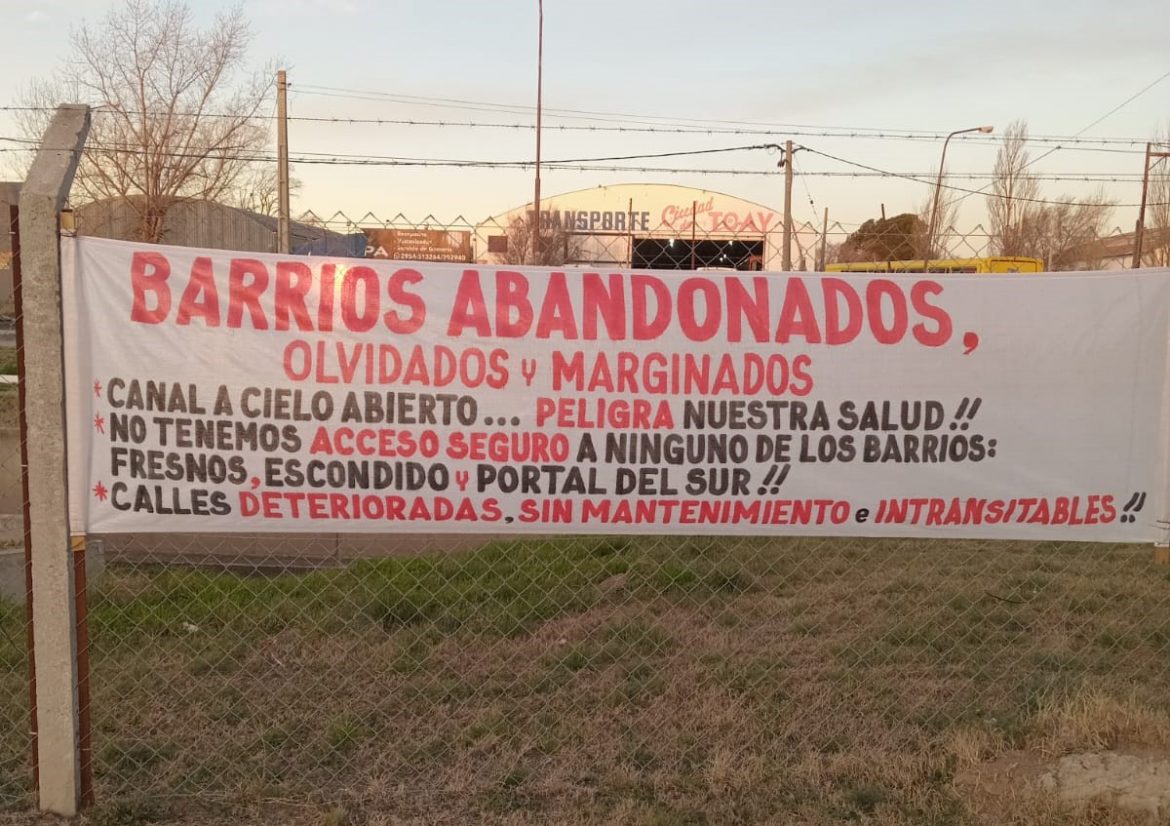 TRANSPORTE Ciudad TOAY
BARRIOS ABANDONADOS,
OLVIDADOS Y MARGINADOS
* CANAL A CIELO ABIERTO... PELIGRA NUESTRA SALUD!!
* NO TENEMOS ACCESO SEGURO A NINGUNO DE LOS BARRIOS:
FRESNOS, ESCONDIDO Y PORTAL DEL SUR!!
* CALLES DETERIORADAS, SIN MANTENIMIENTO e INTRANSITABLES!!